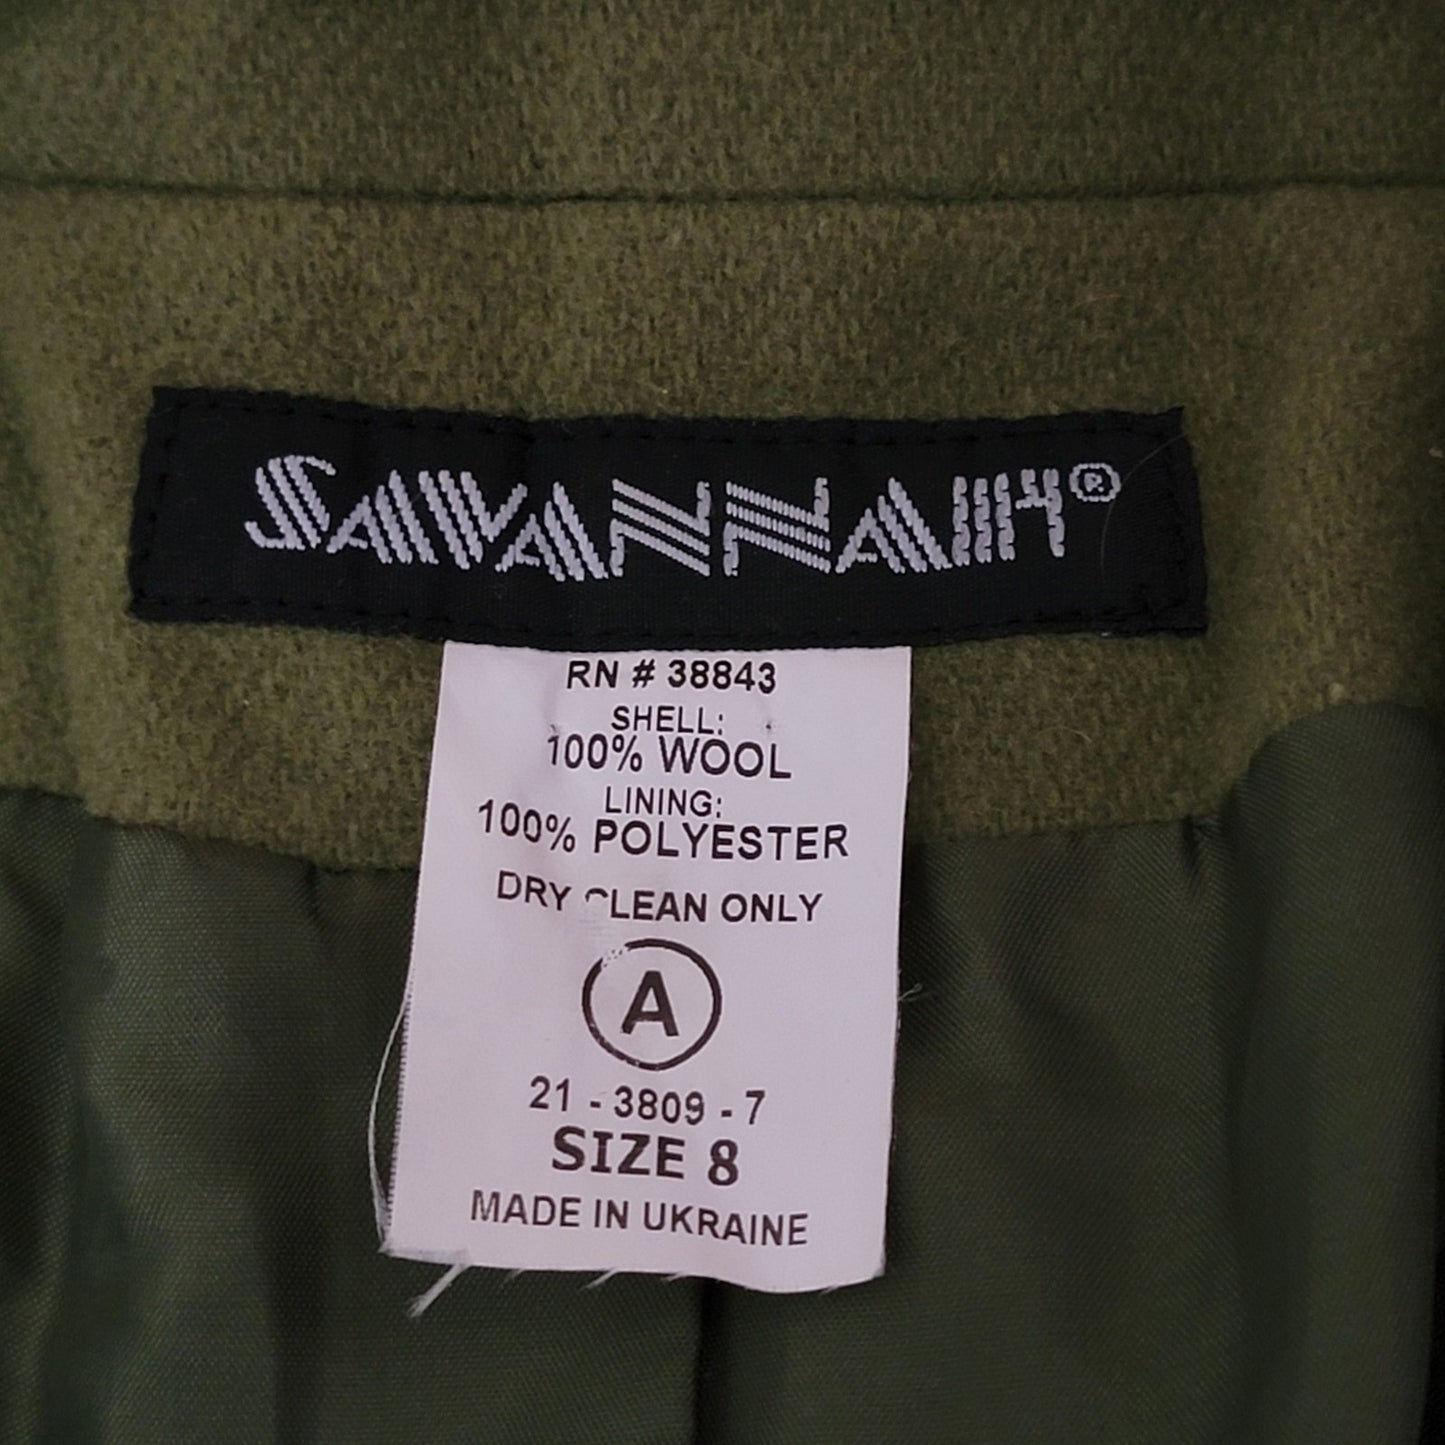 SAVANNAH®
RN # 38843
SHELL:
100% WOOL
LINING:
100% POLYESTER
DRY CLEAN ONLY
A
21 - 3809 - 7
SIZE 8
MADE IN UKRAINE